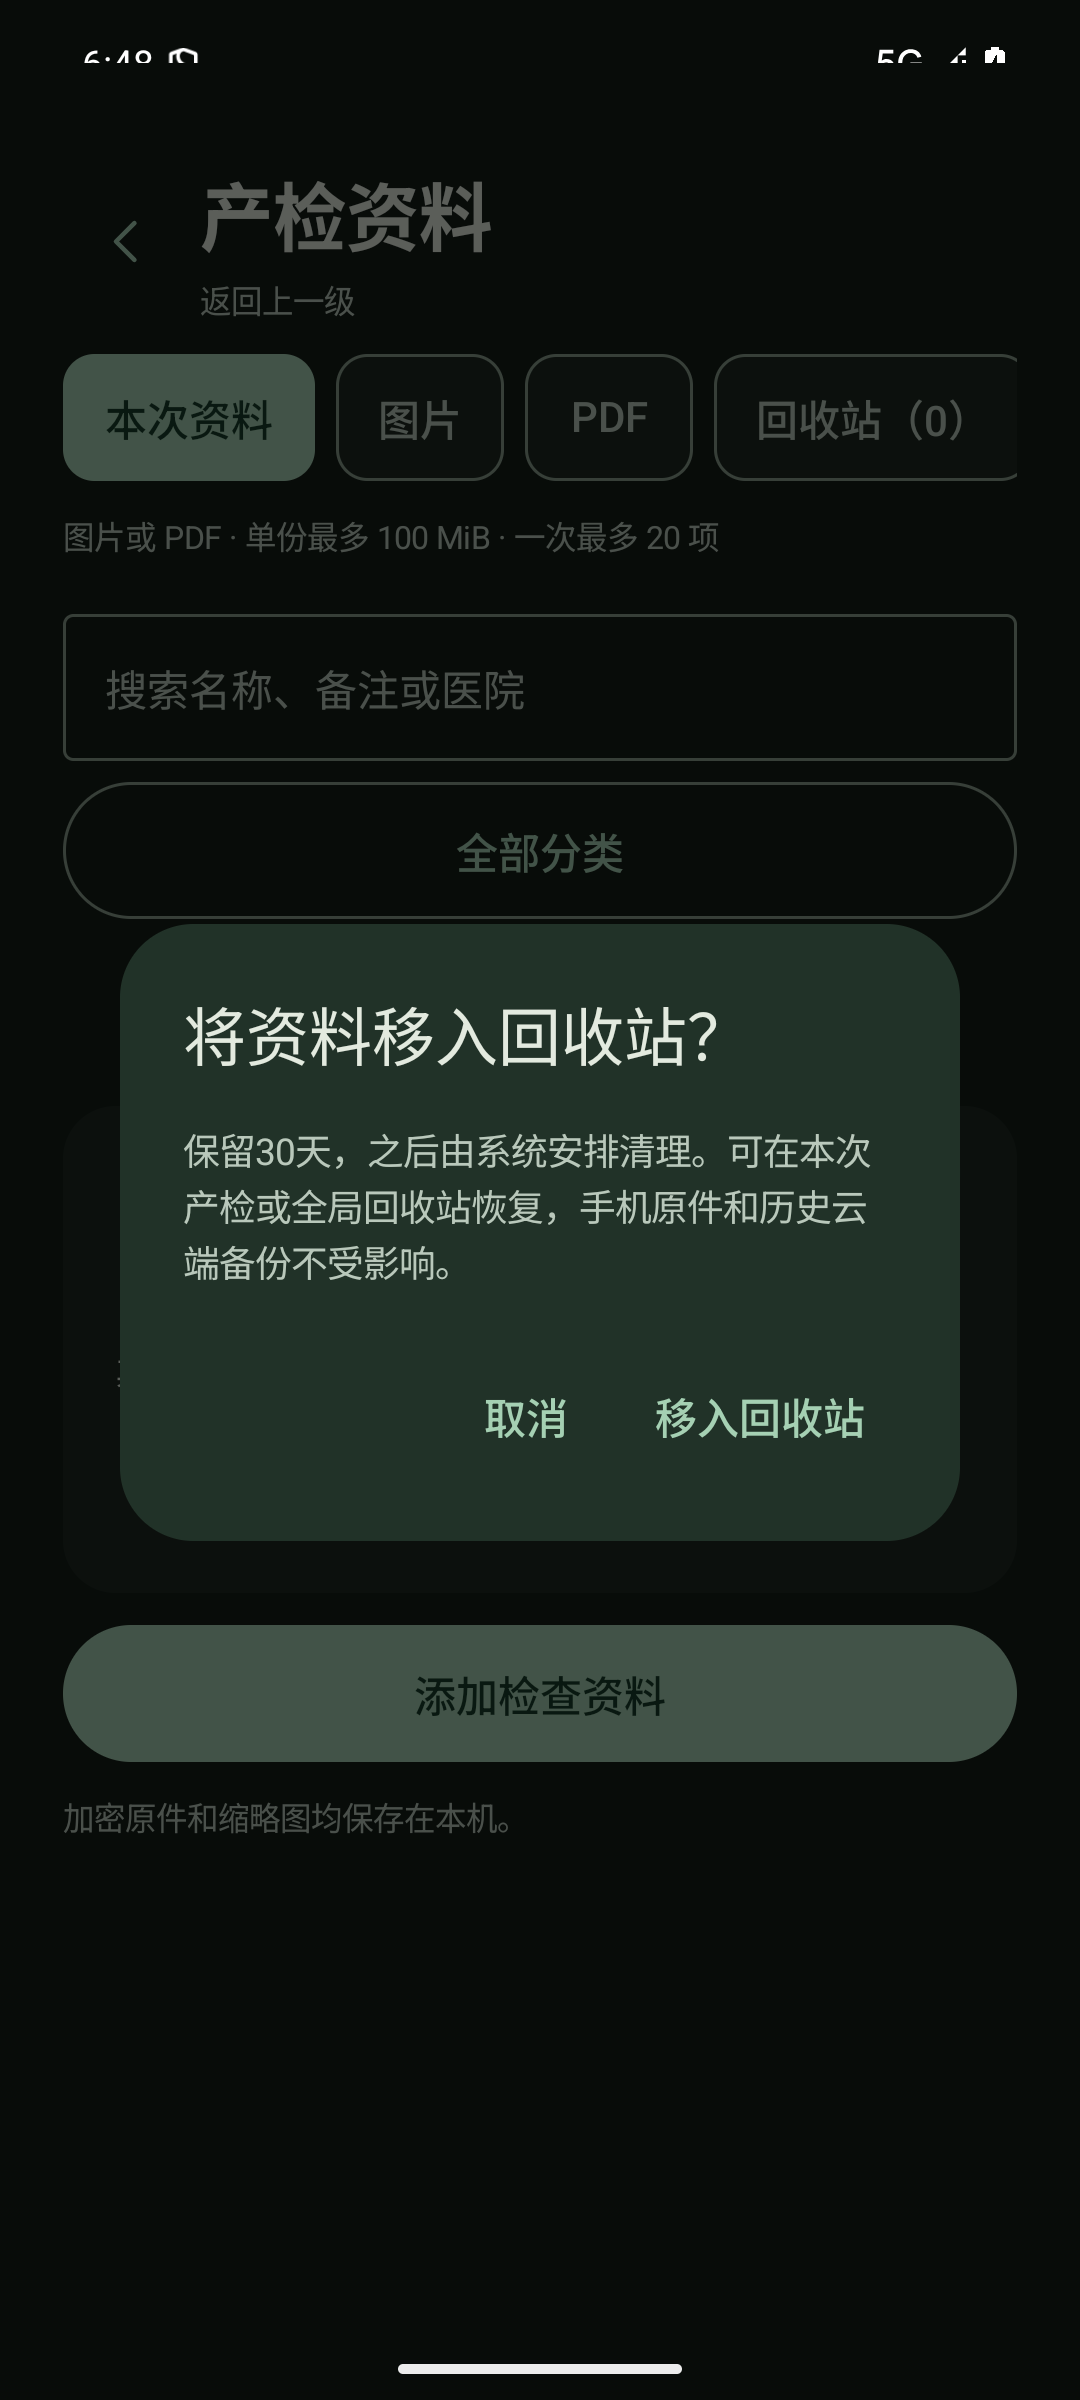 6:48
5G
产检资料
返回上一级
本次资料
图片
PDF
回收站（0）
图片或 PDF · 单份最多 100 MiB · 一次最多 20 项
搜索名称、备注或医院
全部分类
将资料移入回收站？
保留30天，之后由系统安排清理。可在本次
产检或全局回收站恢复，手机原件和历史云
端备份不受影响。
取消
移入回收站
添加检查资料
加密原件和缩略图均保存在本机。